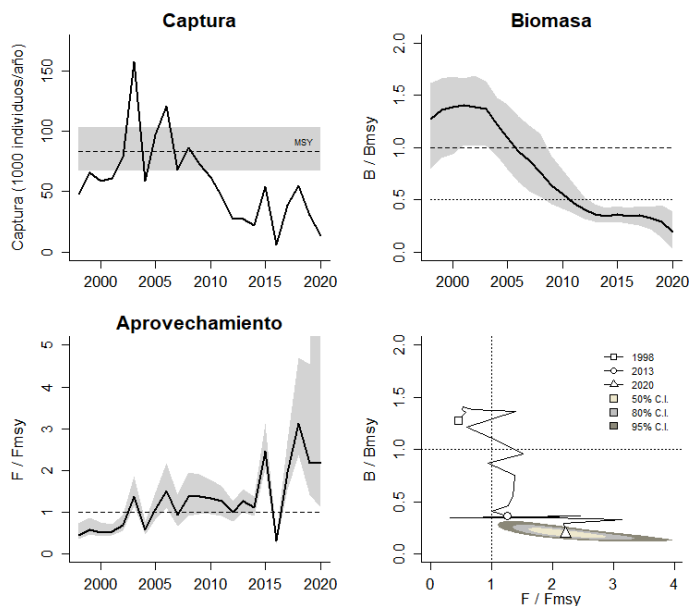 Captura
Captura (1000 individuos/año)
0 50 100 150
MSY
2000 2005 2010 2015 2020
Biomasa
B / Bmsy
0.0 0.5 1.0 1.5 2.0
2000 2005 2010 2015 2020
Aprovechamiento
F / Fmsy
0 1 2 3 4 5
2000 2005 2010 2015 2020
B / Bmsy
0.0 0.5 1.0 1.5 2.0
1998
2013
2020
50% C.I.
80% C.I.
95% C.I.
0 1 2 3 4
F / Fmsy